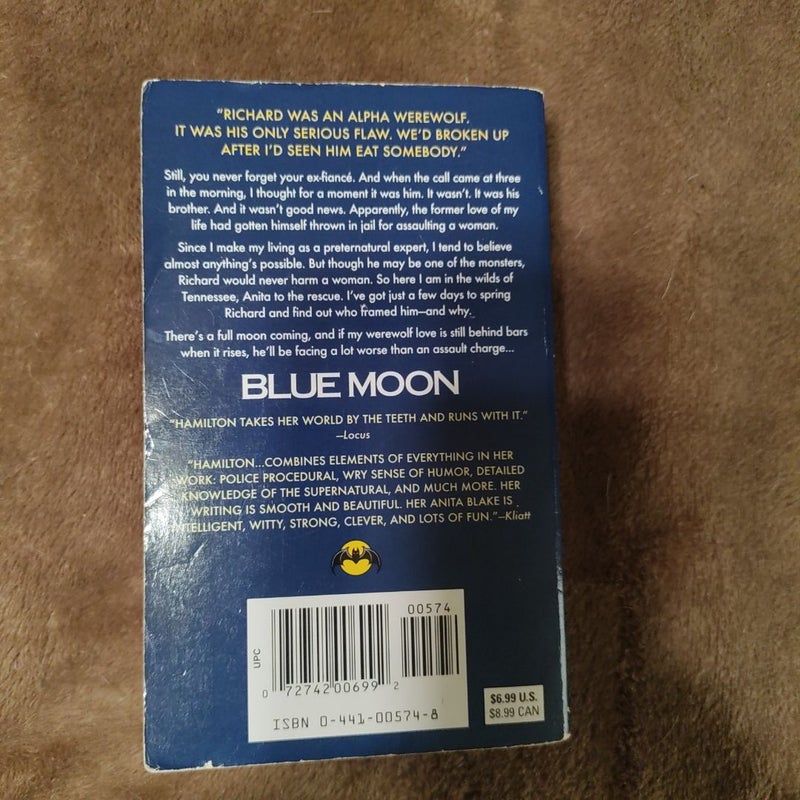 "RICHARD WAS AN ALPHA WEREWOLF.
IT WAS HIS ONLY SERIOUS FLAW. WE'D BROKEN UP
AFTER I'D SEEN HIM EAT SOMEBODY."
Still, you never forget your ex-fiancé. And when the call came at three
in the morning, I thought for a moment it was him. It wasn't. It was his
brother. And it wasn't good news. Apparently, the former love of my
life had gotten himself thrown in jail for assaulting a woman.
Since I make my living as a preternatural expert, I tend to believe
almost anything's possible. But though he may be one of the monsters,
Richard would never harm a woman. So here I am in the wilds of
Tennessee, Anita to the rescue. I've got just a few days to spring
Richard and find out who framed him—and why.
There's a full moon coming, and if my werewolf love is still behind bars
when it rises, he'll be facing a lot worse than an assault charge...
BLUE MOON
"HAMILTON TAKES HER WORLD BY THE TEETH AND RUNS WITH IT."
—Locus
"HAMILTON...COMBINES ELEMENTS OF EVERYTHING IN HER
WORK: POLICE PROCEDURAL, WRY SENSE OF HUMOR, DETAILED
KNOWLEDGE OF THE SUPERNATURAL, AND MUCH MORE. HER
WRITING IS SMOOTH AND BEAUTIFUL. HER ANITA BLAKE IS
INTELLIGENT, WITTY, STRONG, CLEVER, AND LOTS OF FUN."—Kliatt
00574
UPC
0 72742 00699 2
ISBN 0-441-00574-8
$6.99 U.S.
$8.99 CAN